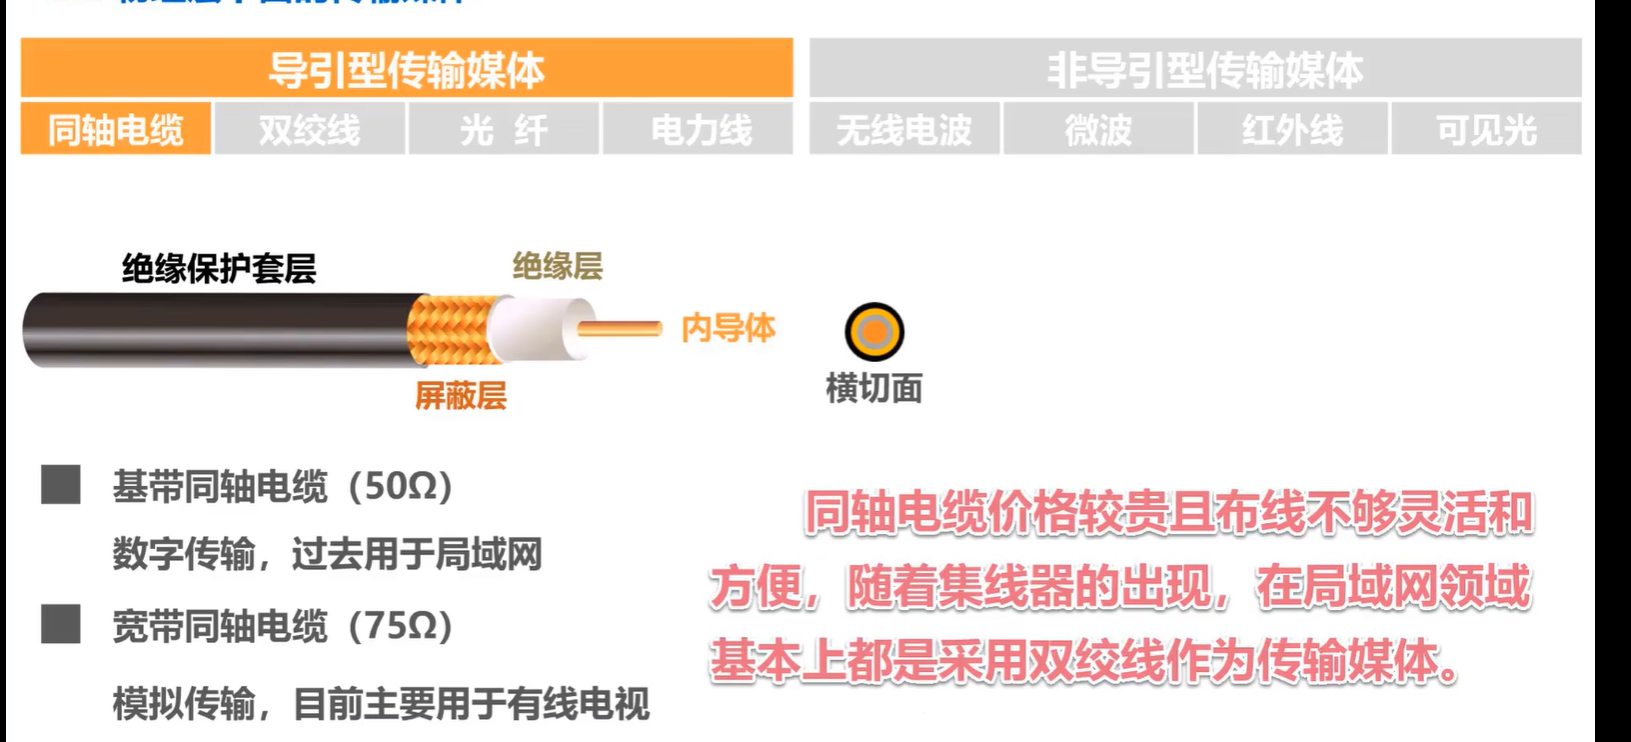 导引型传输媒体
非导引型传输媒体
同轴电缆
双绞线
光 纤
电力线
无线电波
微波
红外线
可见光
绝缘保护套层
绝缘层
内导体
屏蔽层
横切面
基带同轴电缆（50Ω）
数字传输，过去用于局域网
宽带同轴电缆（75Ω）
模拟传输，目前主要用于有线电视
同轴电缆价格较贵且布线不够灵活和
方便，随着集线器的出现，在局域网领域
基本上都是采用双绞线作为传输媒体。